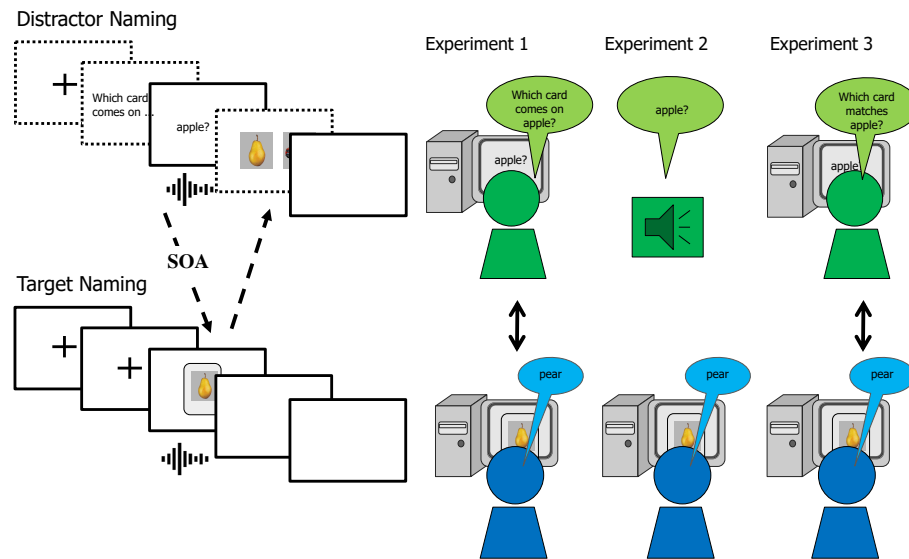 Distractor Naming
Which card
comes on ...
apple?
SOA
Target Naming
Experiment 1
Experiment 2
Experiment 3
Which card
comes on
apple?
apple?
apple?
Which card
matches
apple?
apple
pear
pear
pear